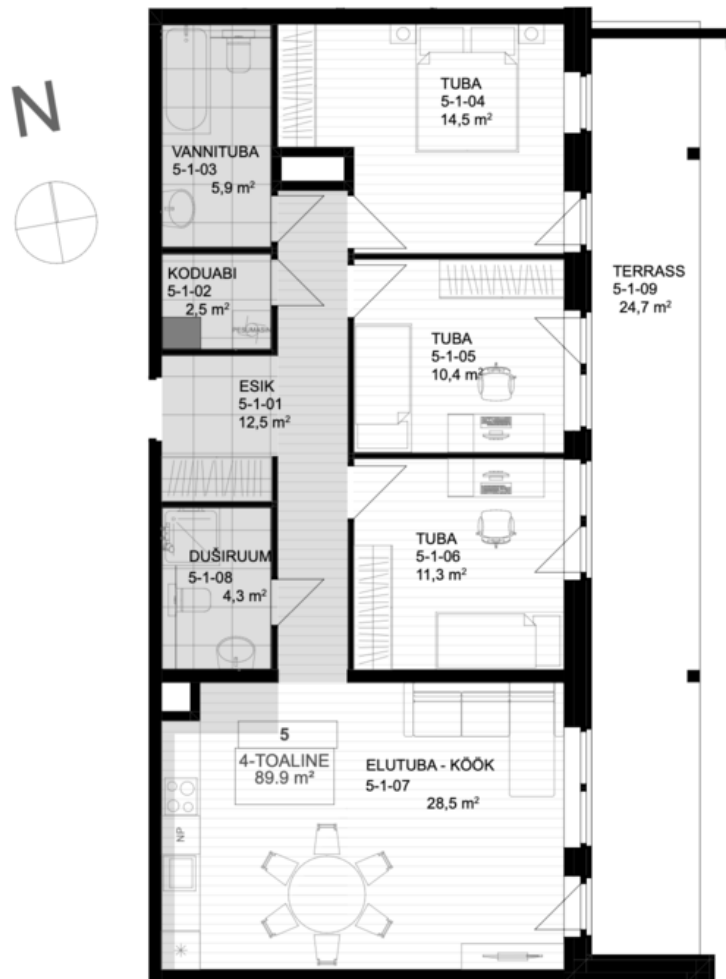 N
TUBA
5-1-04
14,5 m²
VANNITUBA
5-1-03
5,9 m²
KODUABI
5-1-02
2,5 m²
TERRASS
5-1-09
24,7 m²
TUBA
5-1-05
10,4 m²
ESIK
5-1-01
12,5 m²
TUBA
5-1-06
11,3 m²
DUŠIRUUM
5-1-08
4,3 m²
5
4-TOALINE
89.9 m²
ELUTUBA - KÖÖK
5-1-07
28,5 m²
NP